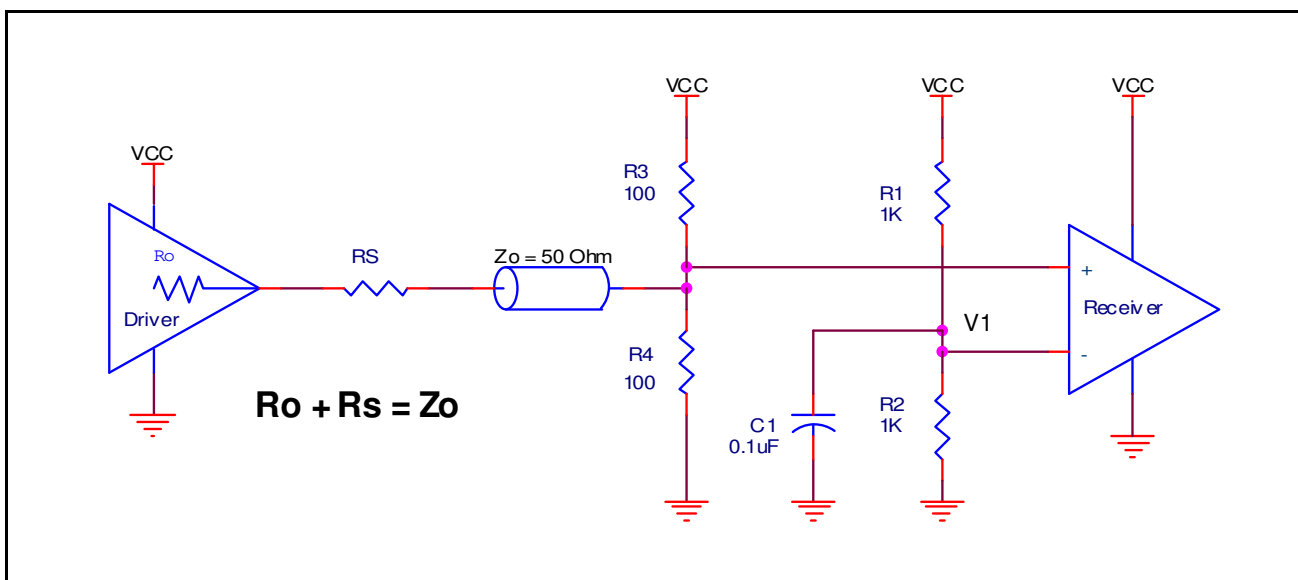 VCC
VCC
VCC
VCC
R3
100
R1
1K
Ro
RS
Zo = 50 Ohm
+
Driver
Receiver
V1
-
R4
100
Ro + Rs = Zo
C1
0.1uF
R2
1K